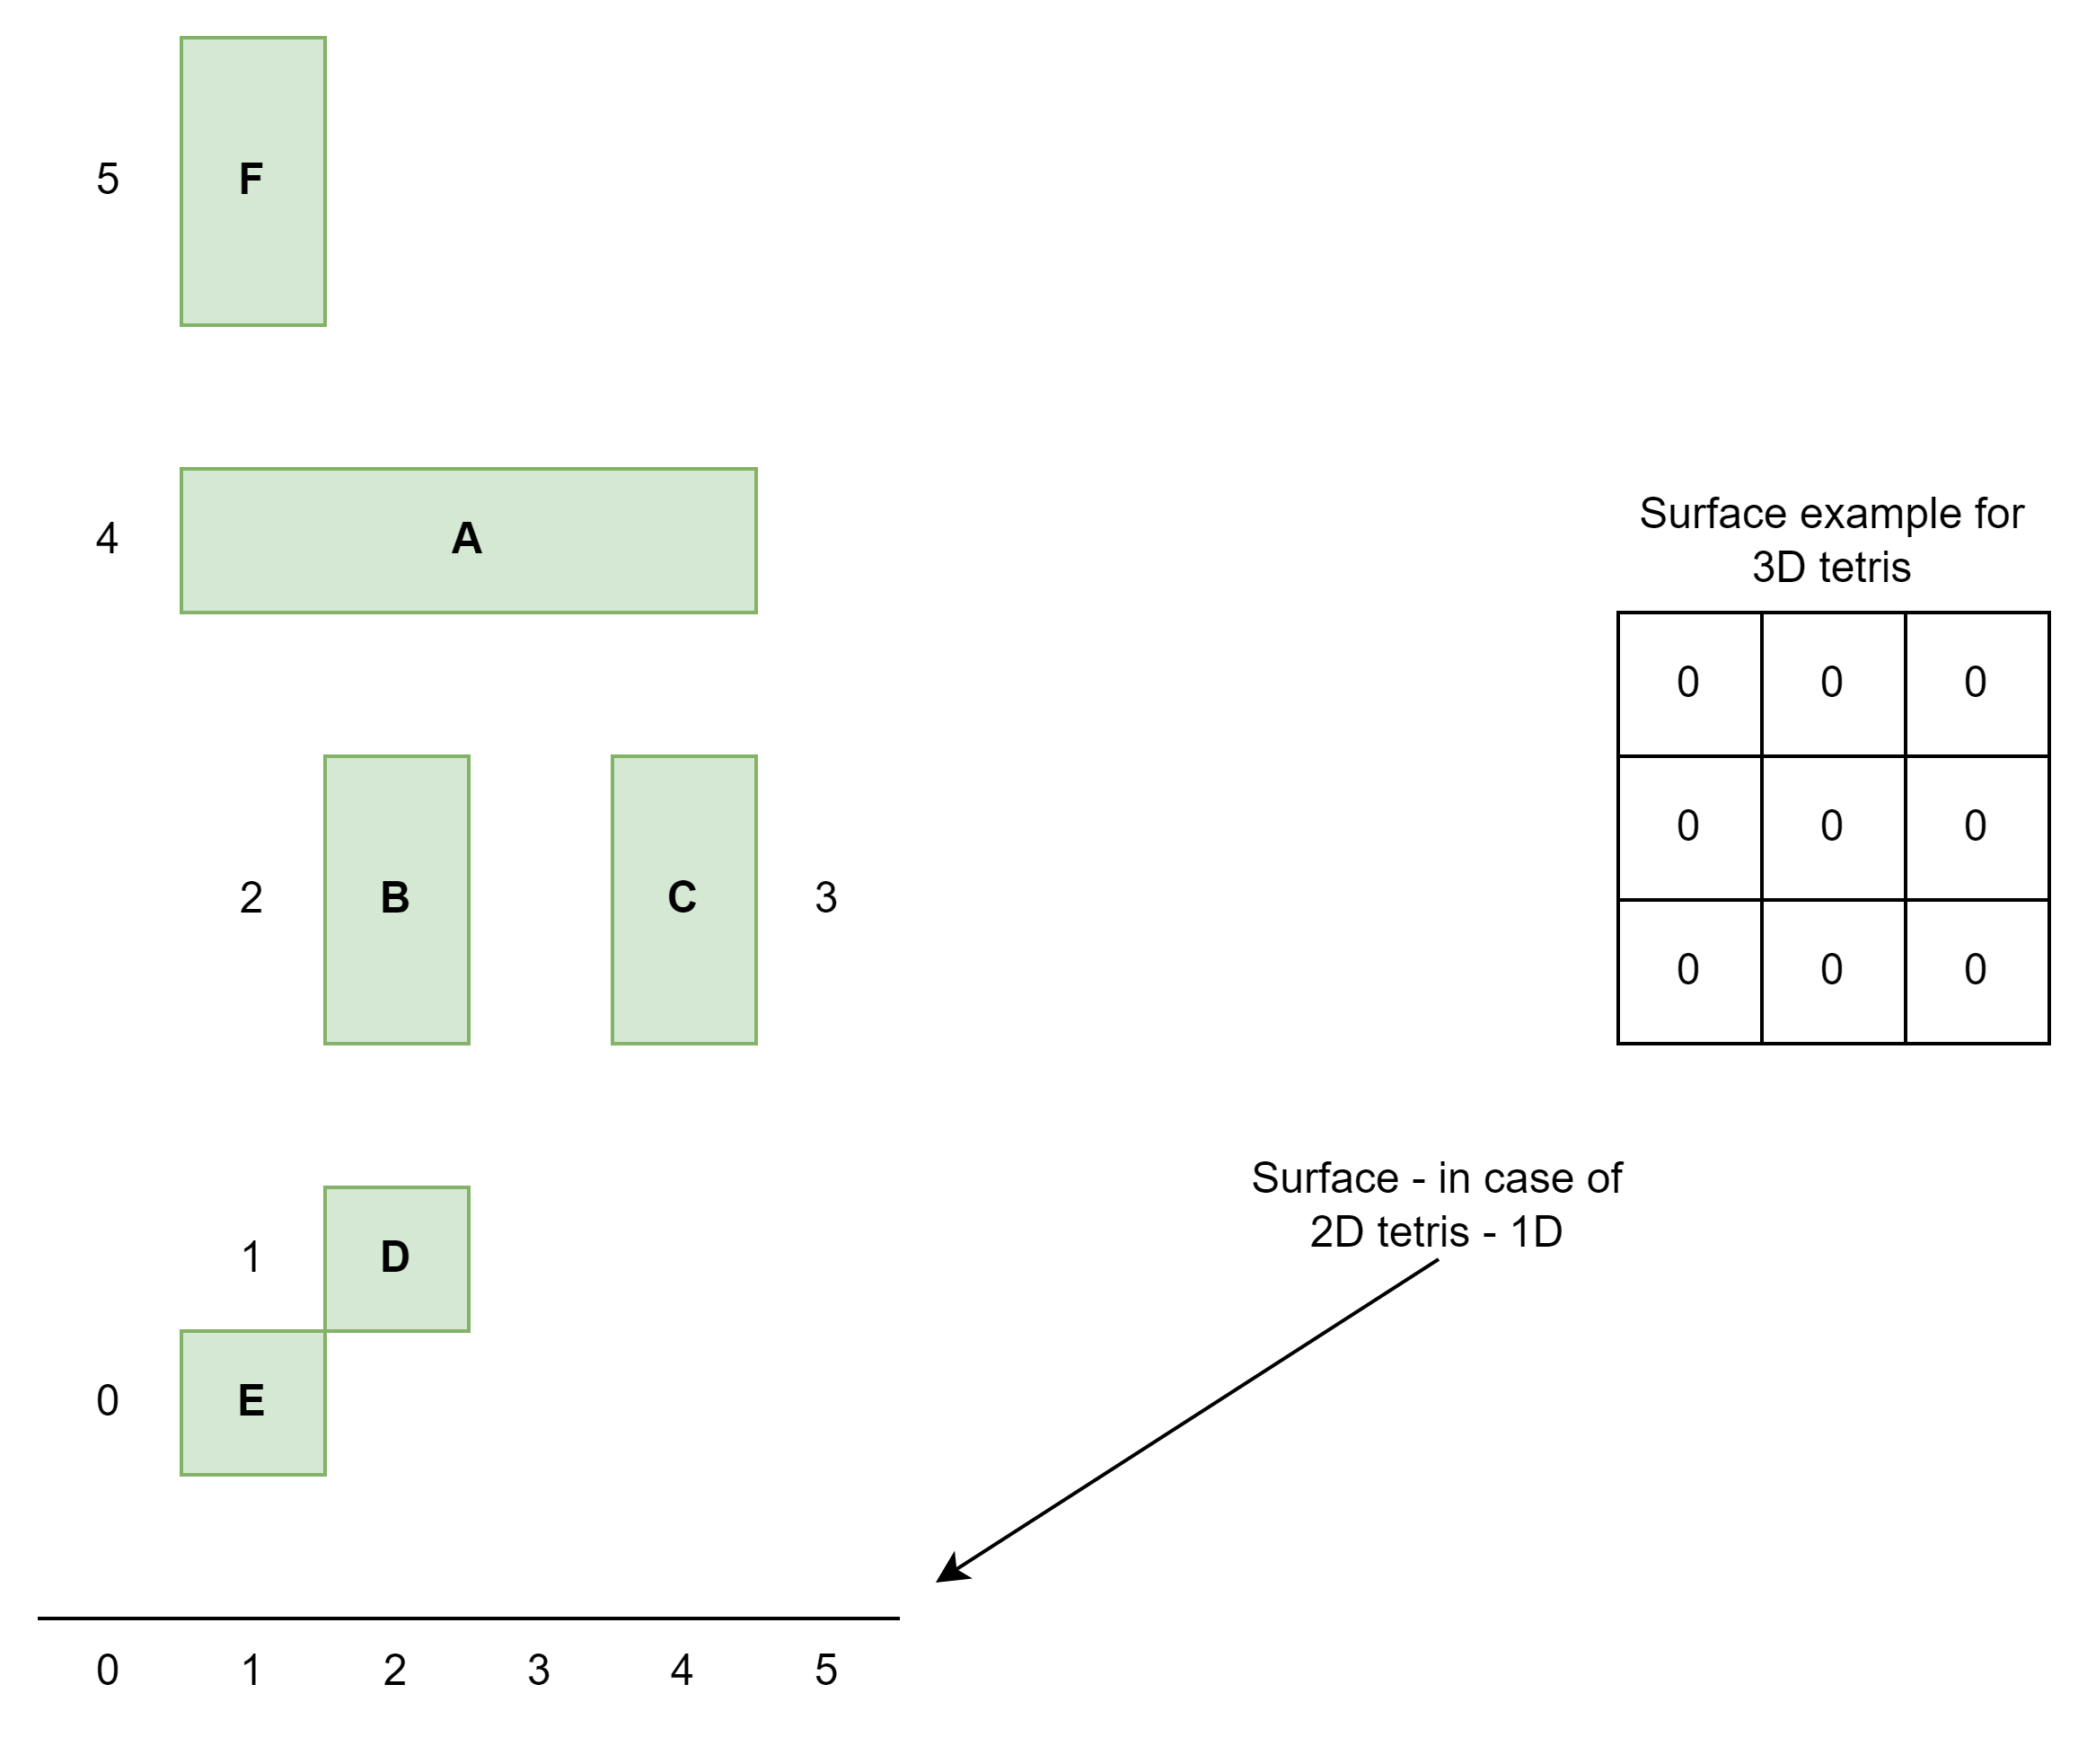 5
F
4
A
Surface example for
3D tetris
0 0 0
0 0 0
0 0 0
2
B
C
3
Surface - in case of
2D tetris - 1D
1
D
0
E
0 1 2 3 4 5